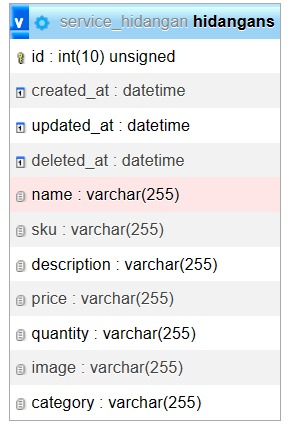 v service_hidangan hidangans
id : int(10) unsigned
created_at : datetime
updated_at : datetime
deleted_at : datetime
name : varchar(255)
sku : varchar(255)
description : varchar(255)
price : varchar(255)
quantity : varchar(255)
image : varchar(255)
category : varchar(255)